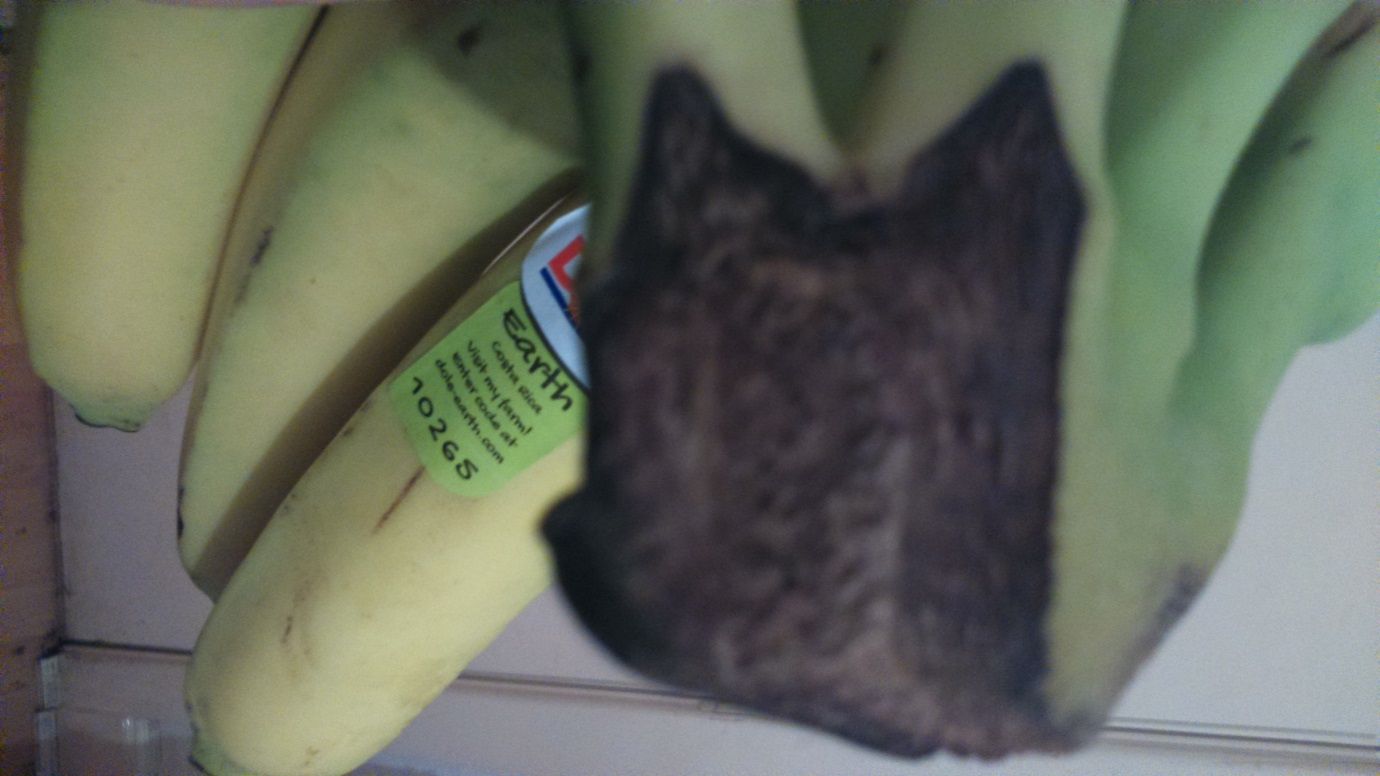 Earth
Costa Rica
Visit my farm!
enter code at
dole-earth.com
10265